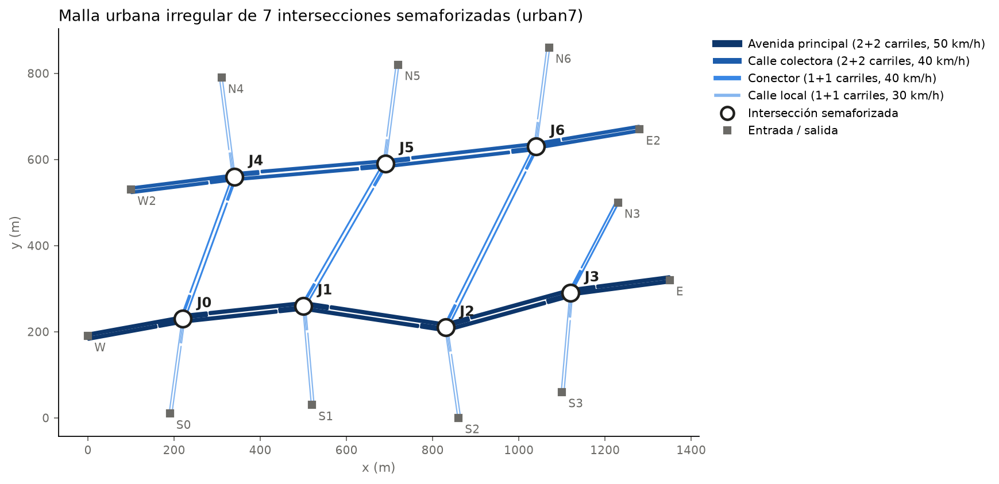 Malla urbana irregular de 7 intersecciones semaforizadas (urban7)
Avenida principal (2+2 carriles, 50 km/h)
Calle colectora (2+2 carriles, 40 km/h)
Conector (1+1 carriles, 40 km/h)
Calle local (1+1 carriles, 30 km/h)
Intersección semaforizada
Entrada / salida
N6
N5
N4
800
J6
J5
J4
E2
W2
600
N3
400
J3
J1
J0
J2
E
W
200
S3
S1
S0
S2
0
0 200 400 600 800 1000 1200 1400
x (m)
y (m)